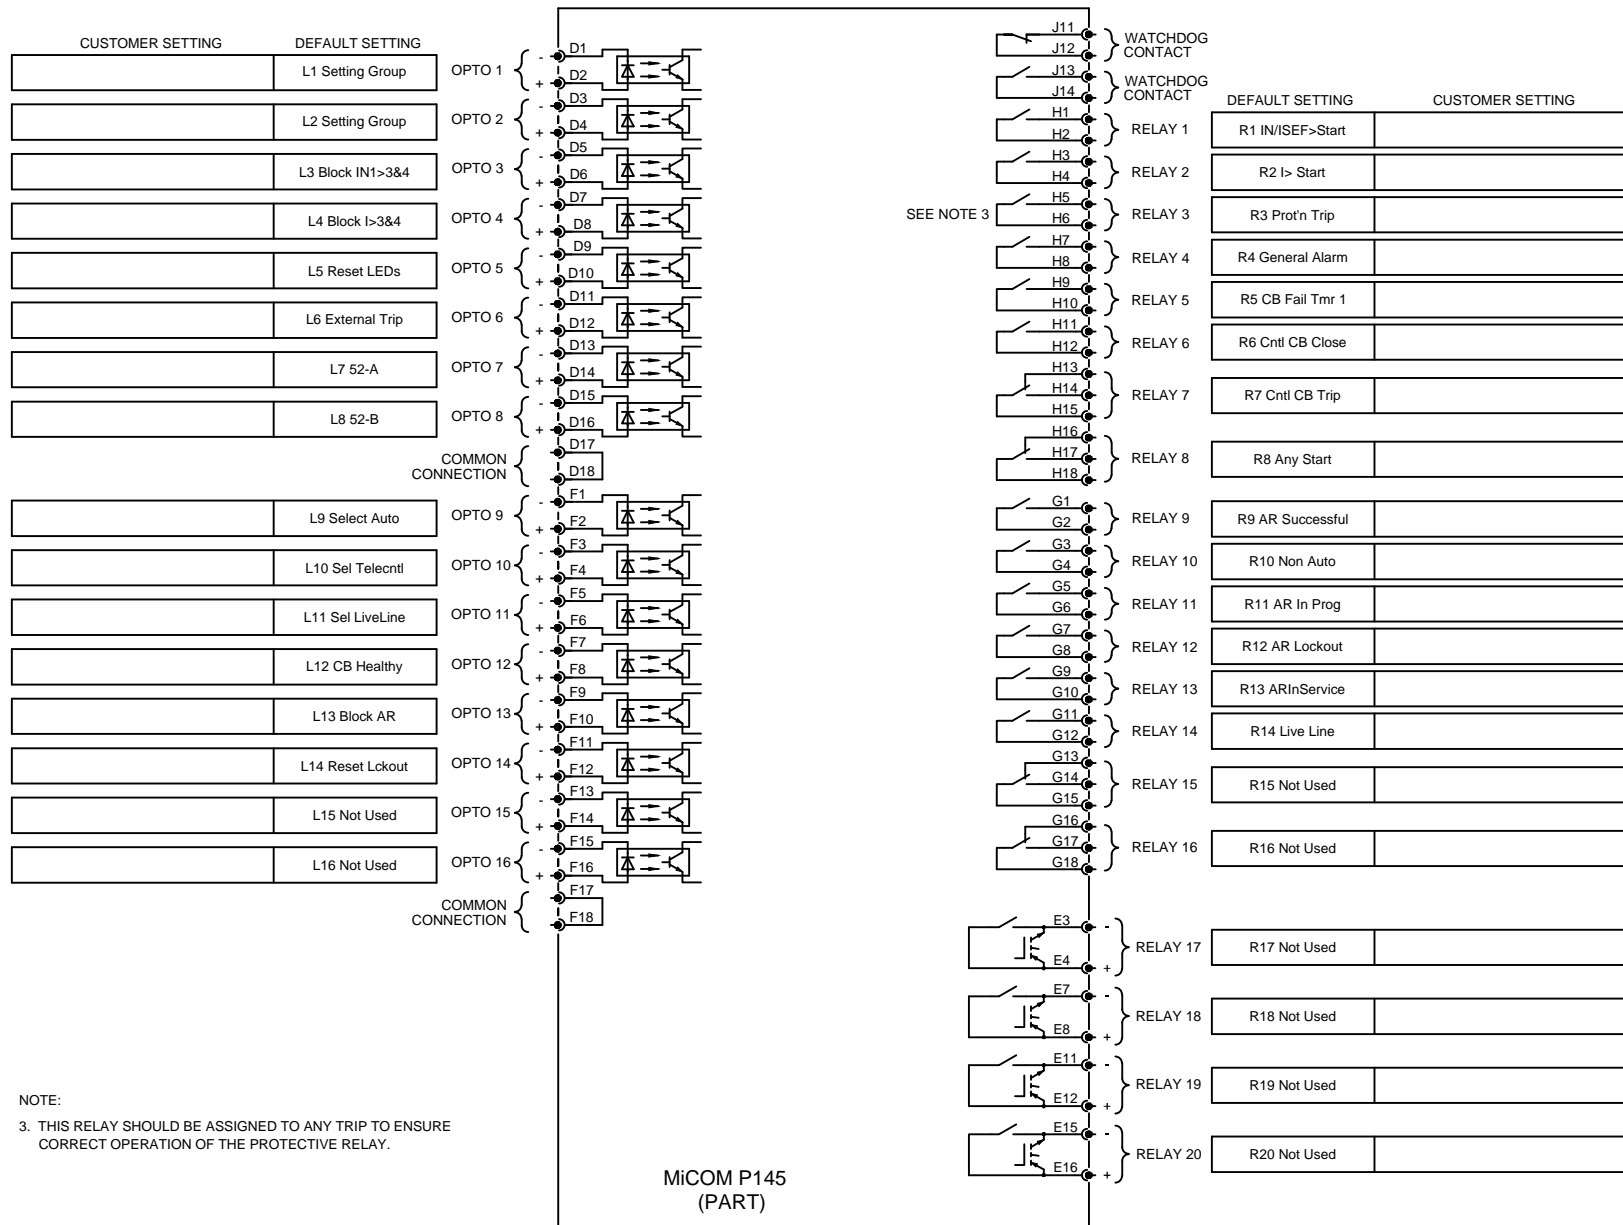 CUSTOMER SETTING
DEFAULT SETTING
L1 Setting Group
OPTO 1
-
D1
+
D2
L2 Setting Group
OPTO 2
-
D3
+
D4
L3 Block IN1>3&4
OPTO 3
-
D5
+
D6
L4 Block I>3&4
OPTO 4
-
D7
+
D8
L5 Reset LEDs
OPTO 5
-
D9
+
D10
L6 External Trip
OPTO 6
-
D11
+
D12
L7 52-A
OPTO 7
-
D13
+
D14
L8 52-B
OPTO 8
-
D15
+
D16
COMMON
CONNECTION
D17
D18
L9 Select Auto
OPTO 9
-
F1
+
F2
L10 Sel Telecntl
OPTO 10
-
F3
+
F4
L11 Sel LiveLine
OPTO 11
-
F5
+
F6
L12 CB Healthy
OPTO 12
-
F7
+
F8
L13 Block AR
OPTO 13
-
F9
+
F10
L14 Reset Lckout
OPTO 14
-
F11
+
F12
L15 Not Used
OPTO 15
-
F13
+
F14
L16 Not Used
OPTO 16
-
F15
+
F16
COMMON
CONNECTION
F17
F18
NOTE:
3. THIS RELAY SHOULD BE ASSIGNED TO ANY TRIP TO ENSURE
CORRECT OPERATION OF THE PROTECTIVE RELAY.
MiCOM P145
(PART)
J11
J12
WATCHDOG
CONTACT
J13
J14
WATCHDOG
CONTACT
DEFAULT SETTING
CUSTOMER SETTING
H1
H2
RELAY 1
R1 IN/ISEF>Start
H3
H4
RELAY 2
R2 I> Start
SEE NOTE 3
H5
H6
RELAY 3
R3 Prot'n Trip
H7
H8
RELAY 4
R4 General Alarm
H9
H10
RELAY 5
R5 CB Fail Tmr 1
H11
H12
RELAY 6
R6 Cntl CB Close
H13
H14
H15
RELAY 7
R7 Cntl CB Trip
H16
H17
H18
RELAY 8
R8 Any Start
G1
G2
RELAY 9
R9 AR Successful
G3
G4
RELAY 10
R10 Non Auto
G5
G6
RELAY 11
R11 AR In Prog
G7
G8
RELAY 12
R12 AR Lockout
G9
G10
RELAY 13
R13 ARInService
G11
G12
RELAY 14
R14 Live Line
G13
G14
G15
RELAY 15
R15 Not Used
G16
G17
G18
RELAY 16
R16 Not Used
E3
-
E4
+
RELAY 17
R17 Not Used
E7
-
E8
+
RELAY 18
R18 Not Used
E11
-
E12
+
RELAY 19
R19 Not Used
E15
-
E16
+
RELAY 20
R20 Not Used